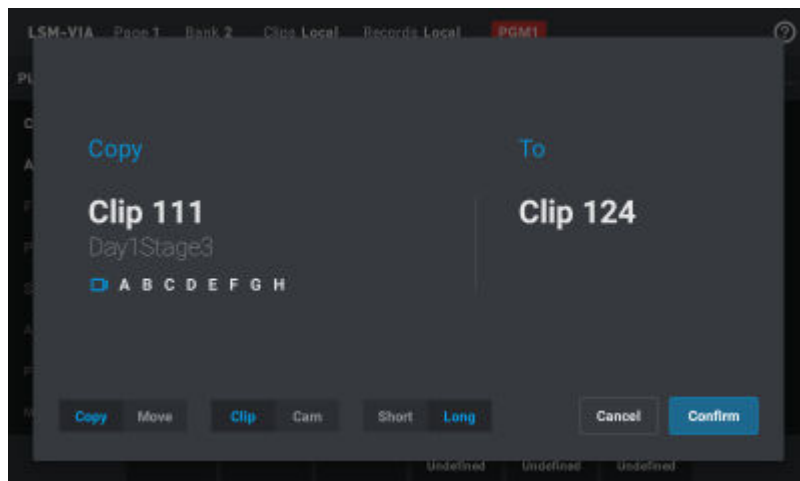 LSM-VIA Page 1 Bank 2 Clips Local Records Local PGM1 ?
Copy
To
Clip 111
Clip 124
Day1Stage3
A B C D E F G H
Copy Move Clip Cam Short Long Cancel Confirm
Undefined Undefined Undefined